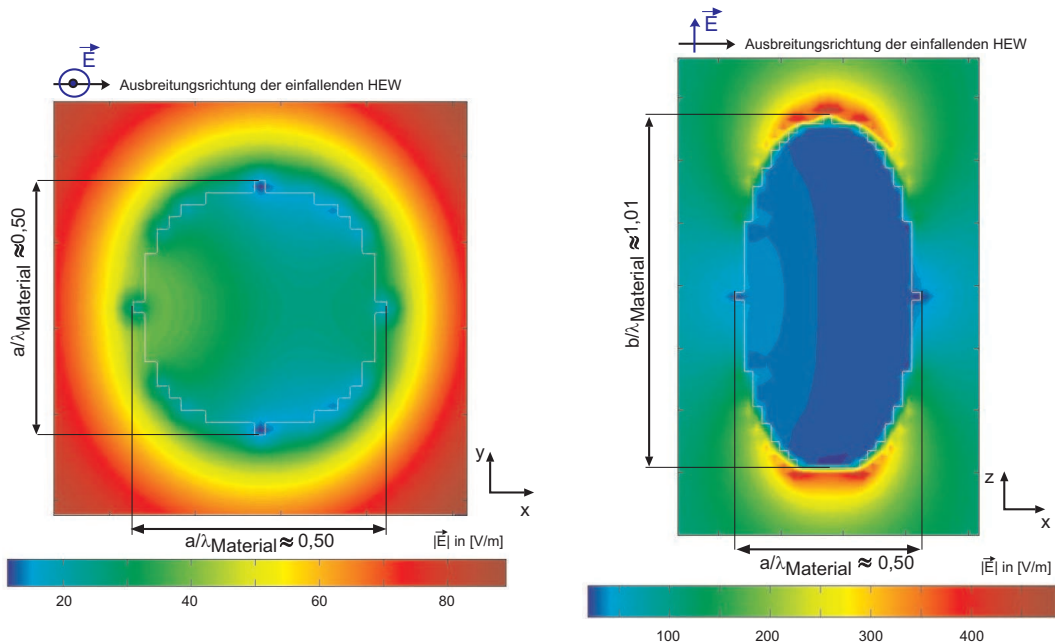 E
Ausbreitungsrichtung der einfallenden HEW
a/λMaterial ≈ 0,50
y
x
a/λMaterial ≈ 0,50
|E| in [V/m]
20 40 60 80
E
Ausbreitungsrichtung der einfallenden HEW
b/λMaterial ≈ 1,01
z
x
a/λMaterial ≈ 0,50
|E| in [V/m]
100 200 300 400